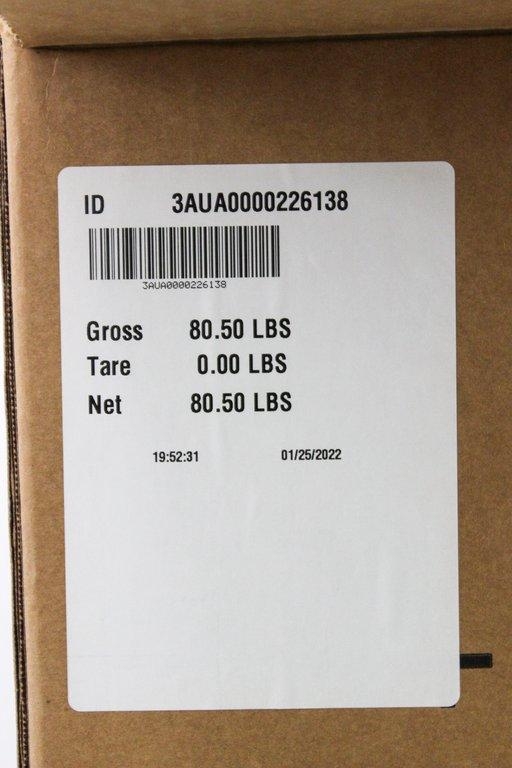 ID 3AUA0000226138
3AUA0000226138
Gross 80.50 LBS
Tare 0.00 LBS
Net 80.50 LBS
19:52:31 01/25/2022